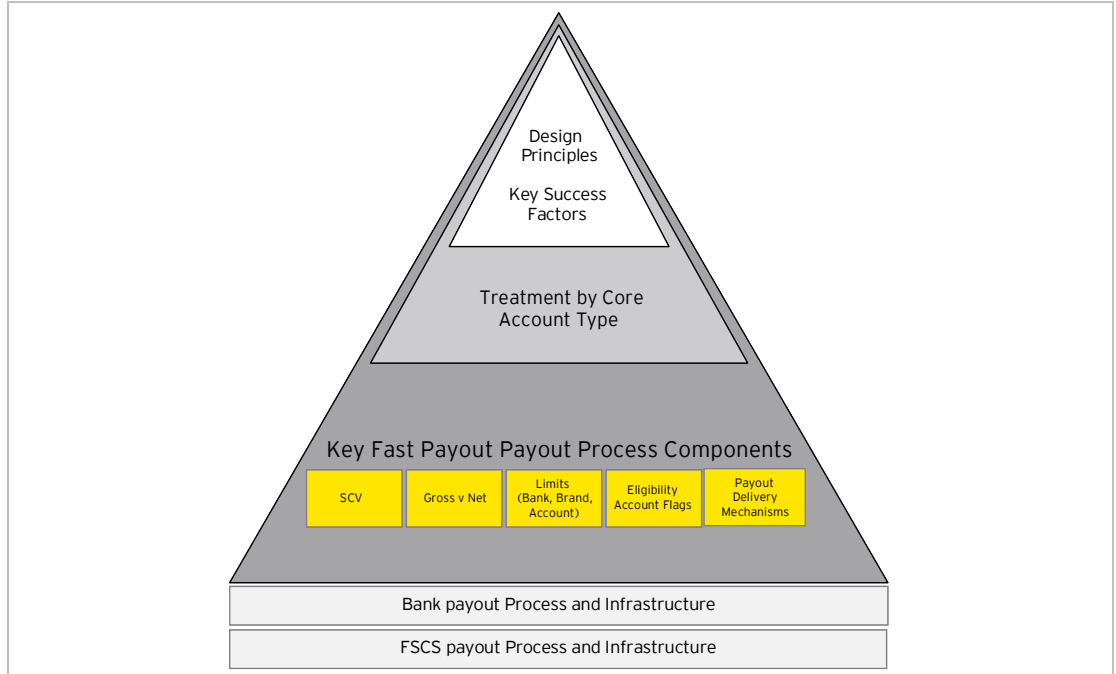 Design
Principles
Key Success
Factors
Treatment by Core
Account Type
Key Fast Payout Payout Process Components
SCV
Gross v Net
Limits
(Bank, Brand,
Account)
Eligibility
Account Flags
Payout
Delivery
Mechanisms
Bank payout Process and Infrastructure
FSCS payout Process and Infrastructure